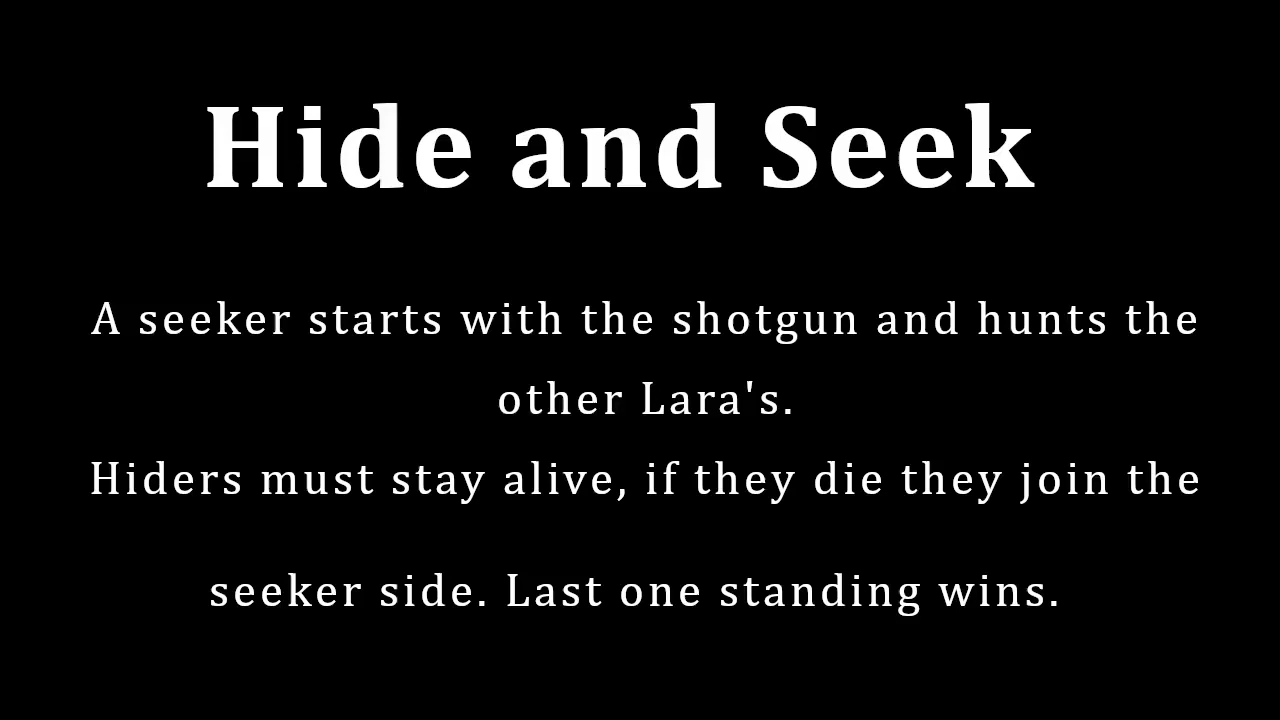 Hide and Seek
A seeker starts with the shotgun and hunts the
other Lara's.
Hiders must stay alive, if they die they join the
seeker side. Last one standing wins.